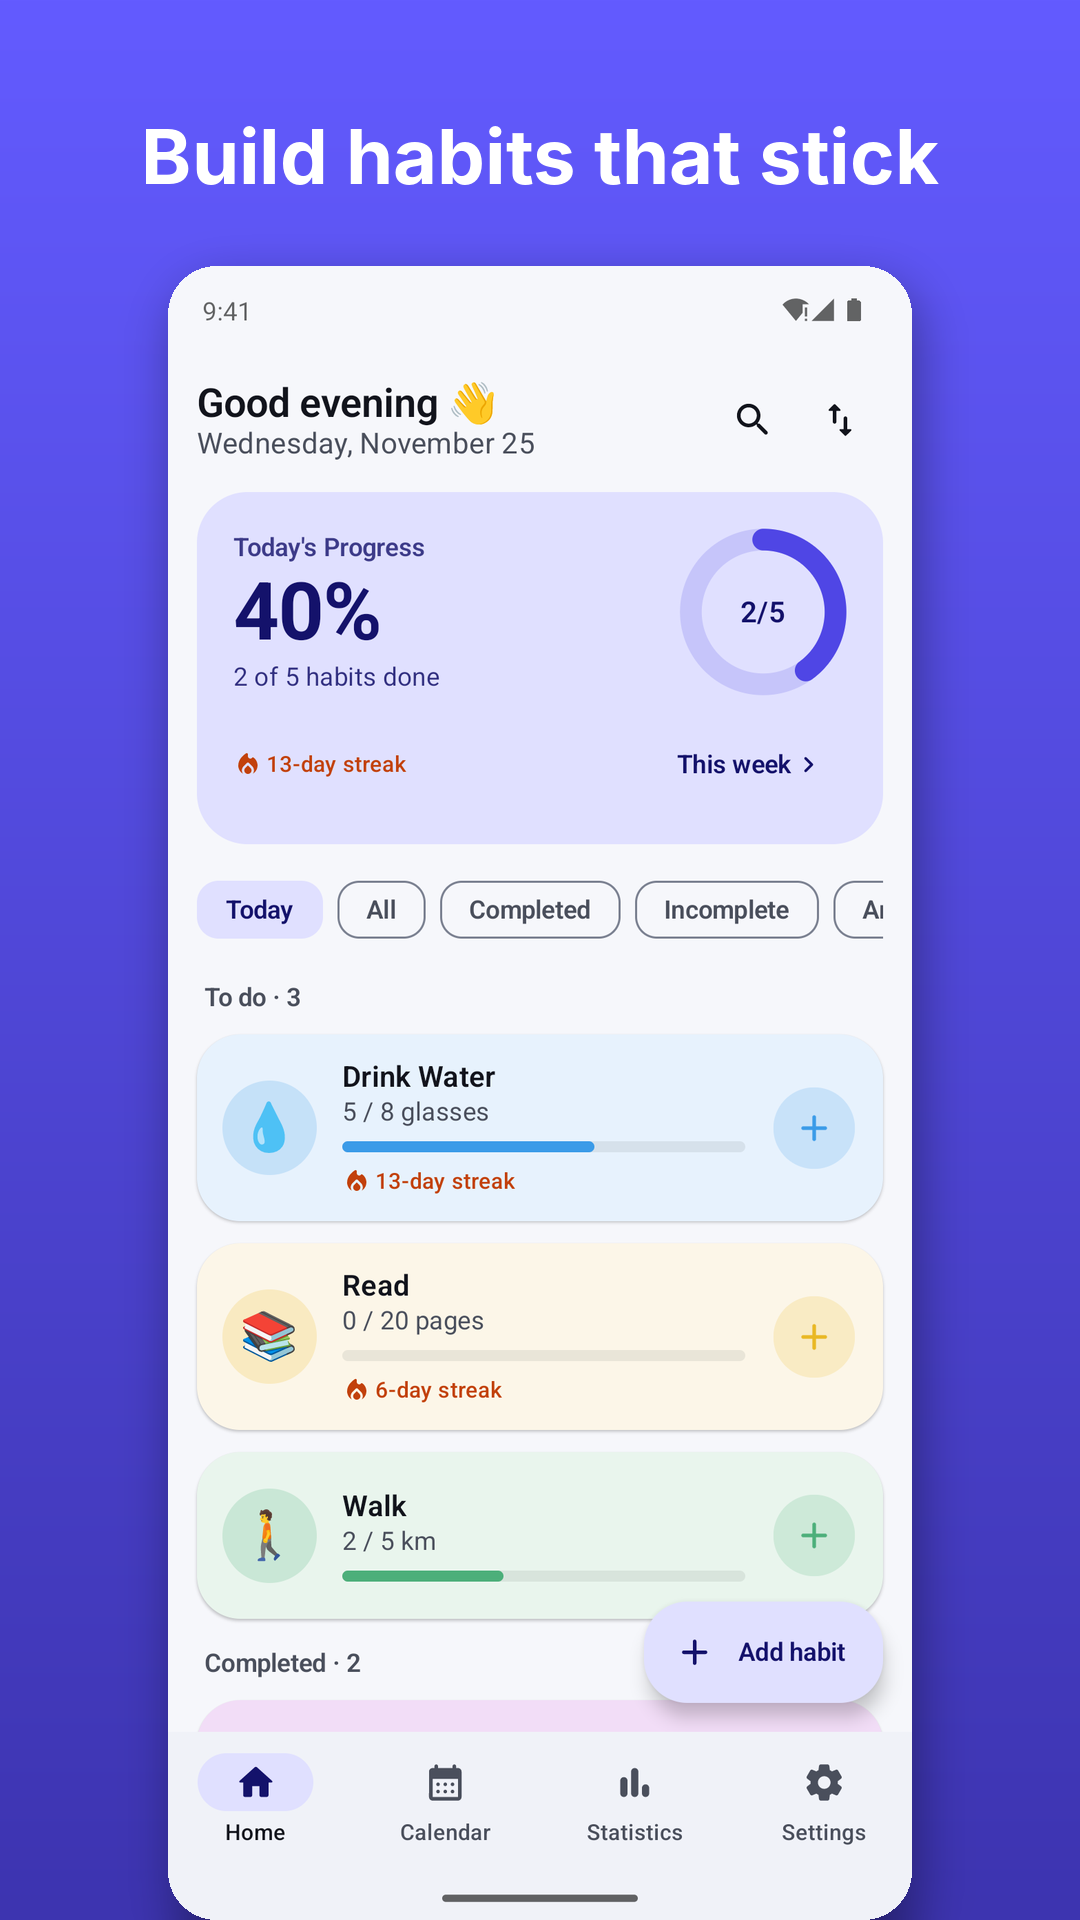 Build habits that stick
9:41
Good evening 👋
Wednesday, November 25
Today's Progress
40%
2 of 5 habits done
2/5
13-day streak
This week
Today
All
Completed
Incomplete
To do · 3
Drink Water
5 / 8 glasses
13-day streak
Read
0 / 20 pages
6-day streak
Walk
2 / 5 km
Completed · 2
Add habit
Home
Calendar
Statistics
Settings